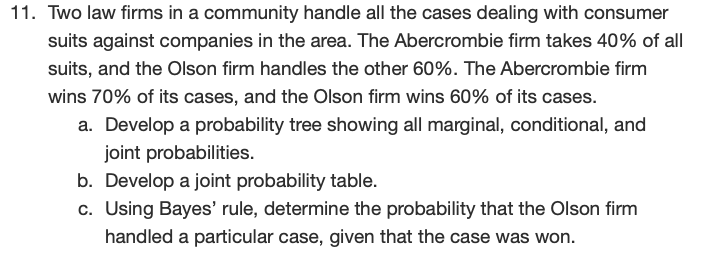 11. Two law firms in a community handle all the cases dealing with consumer
suits against companies in the area. The Abercrombie firm takes 40% of all
suits, and the Olson firm handles the other 60%. The Abercrombie firm
wins 70% of its cases, and the Olson firm wins 60% of its cases.
a. Develop a probability tree showing all marginal, conditional, and
joint probabilities.
b. Develop a joint probability table.
c. Using Bayes’ rule, determine the probability that the Olson firm
handled a particular case, given that the case was won.